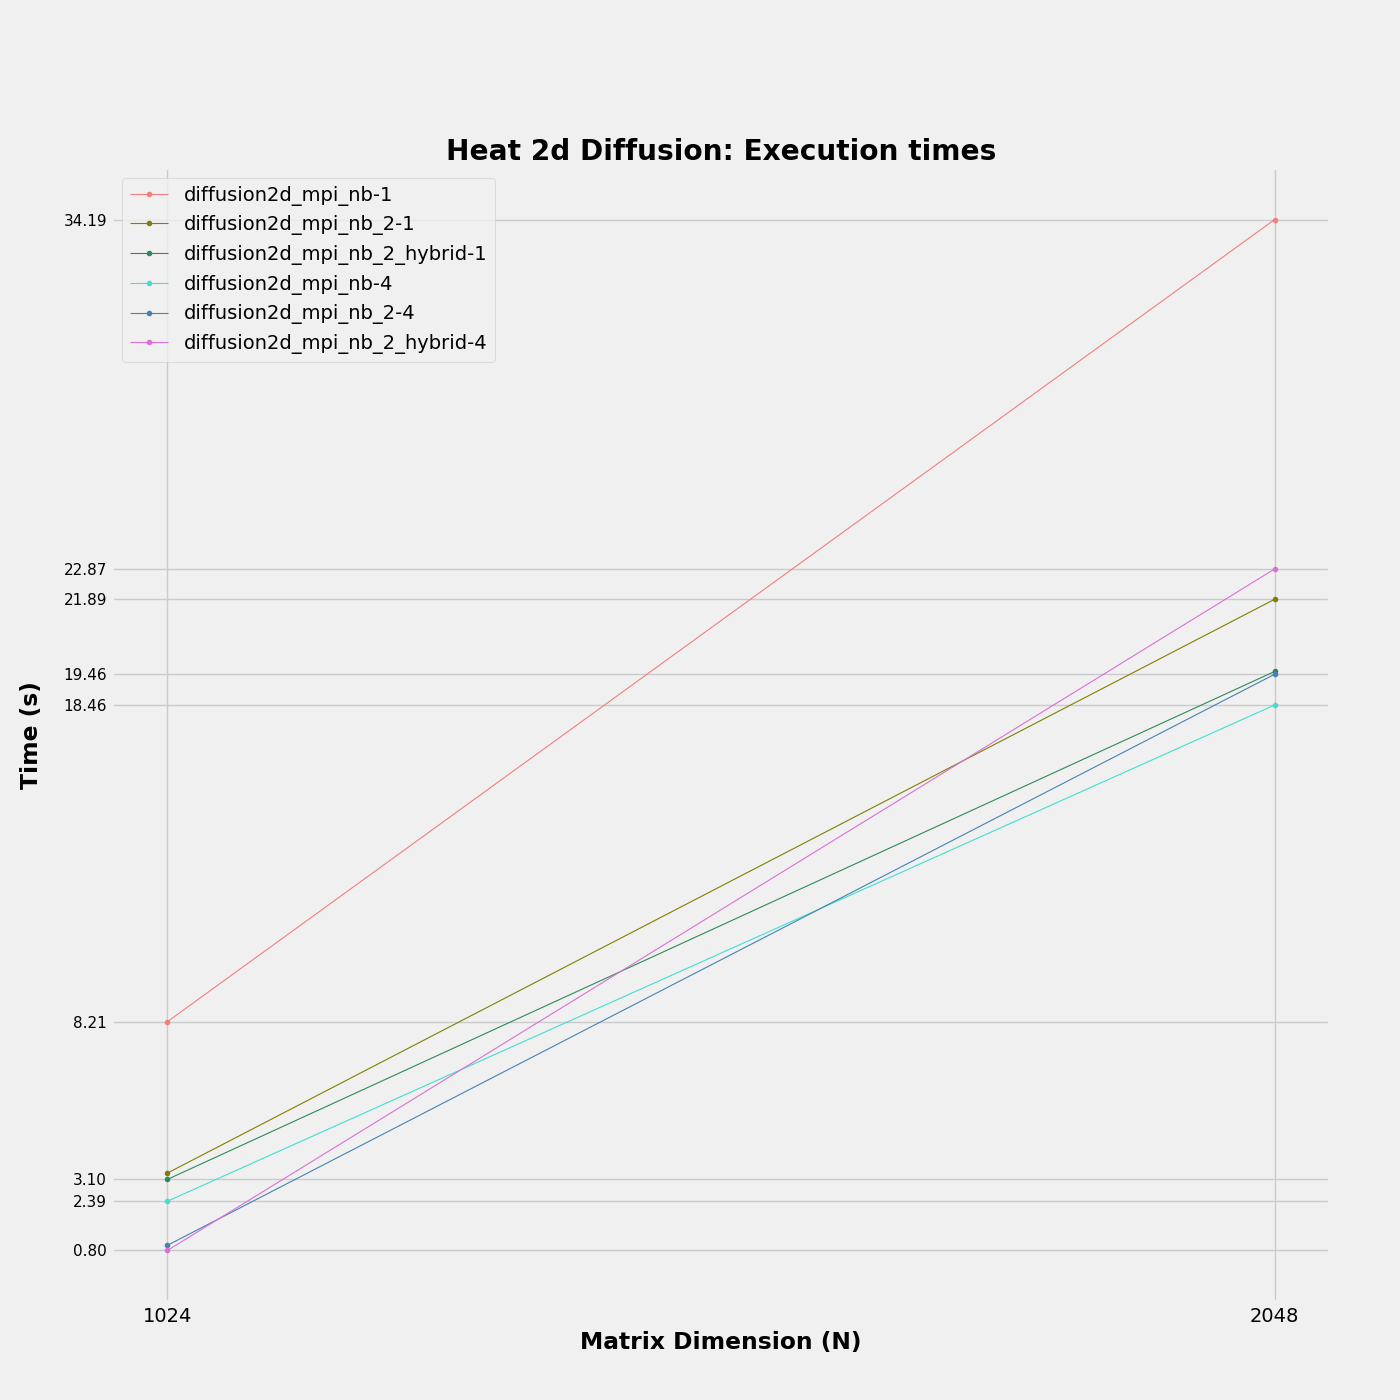 Heat 2d Diffusion: Execution times
diffusion2d_mpi_nb-1
diffusion2d_mpi_nb_2-1
diffusion2d_mpi_nb_2_hybrid-1
diffusion2d_mpi_nb-4
diffusion2d_mpi_nb_2-4
diffusion2d_mpi_nb_2_hybrid-4
34.19
22.87
21.89
19.46
18.46
8.21
3.10
2.39
0.80
Time (s)
1024
2048
Matrix Dimension (N)